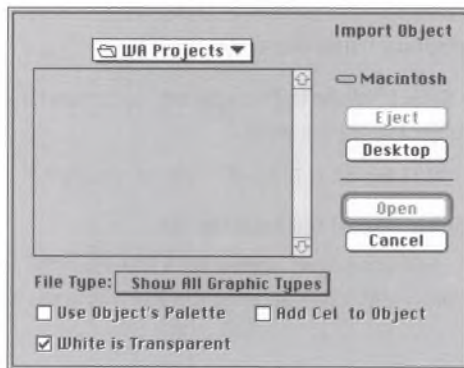 Import Object
WA Projects
Macintosh
Eject
Desktop
Open
Cancel
File Type: Show All Graphic Types
Use Object's Palette
Add Cel to Object
White is Transparent